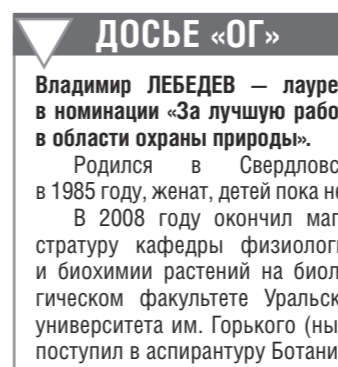 ДОСЬЕ «ОГ»
Владимир ЛЕБЕДЕВ — лауре
в номинации «За лучшую рабо
в области охраны природы».
Родился в Свердловс
в 1985 году, женат, детей пока не
В 2008 году окончил маг
стратуру кафедры физиолог
и биохимии растений на биол
гическом факультете Уральск
университета им. Горького (ны
поступил в аспирантуру Ботани